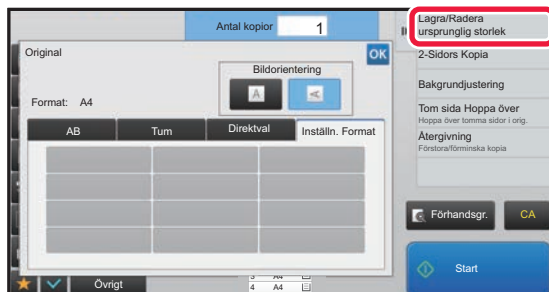 Antal kopior 1
Original
OK
Bildorientering
A A
Format: A4
AB Tum Direktval Inställn. Format
Övrigt
3 A4
4 A4
Lagra/Radera
ursprunglig storlek
2-Sidors Kopia
Bakgrundjustering
Tom sida Hoppa över
Hoppa över tomma sidor i orig.
Återgivning
Förstora/förminska kopia
Förhandsgr.
CA
Start